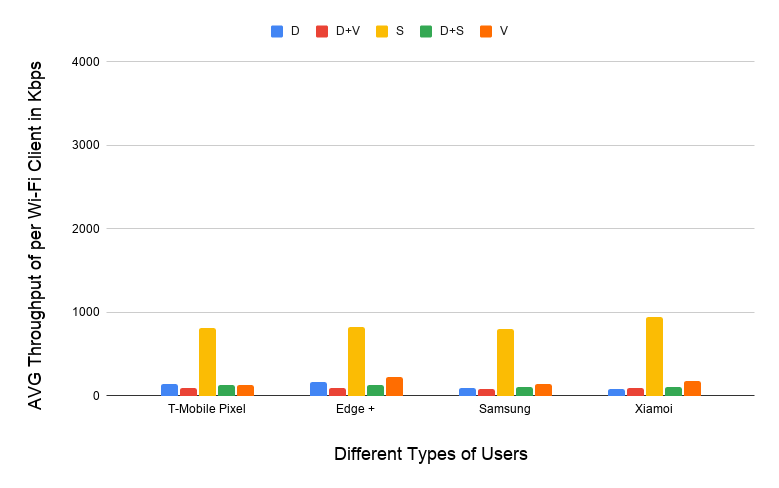 D D+V S D+S V
4000
3000
2000
1000
0
AVG Throughput of per Wi-Fi Client in Kbps
T-Mobile Pixel Edge + Samsung Xiamoi
Different Types of Users